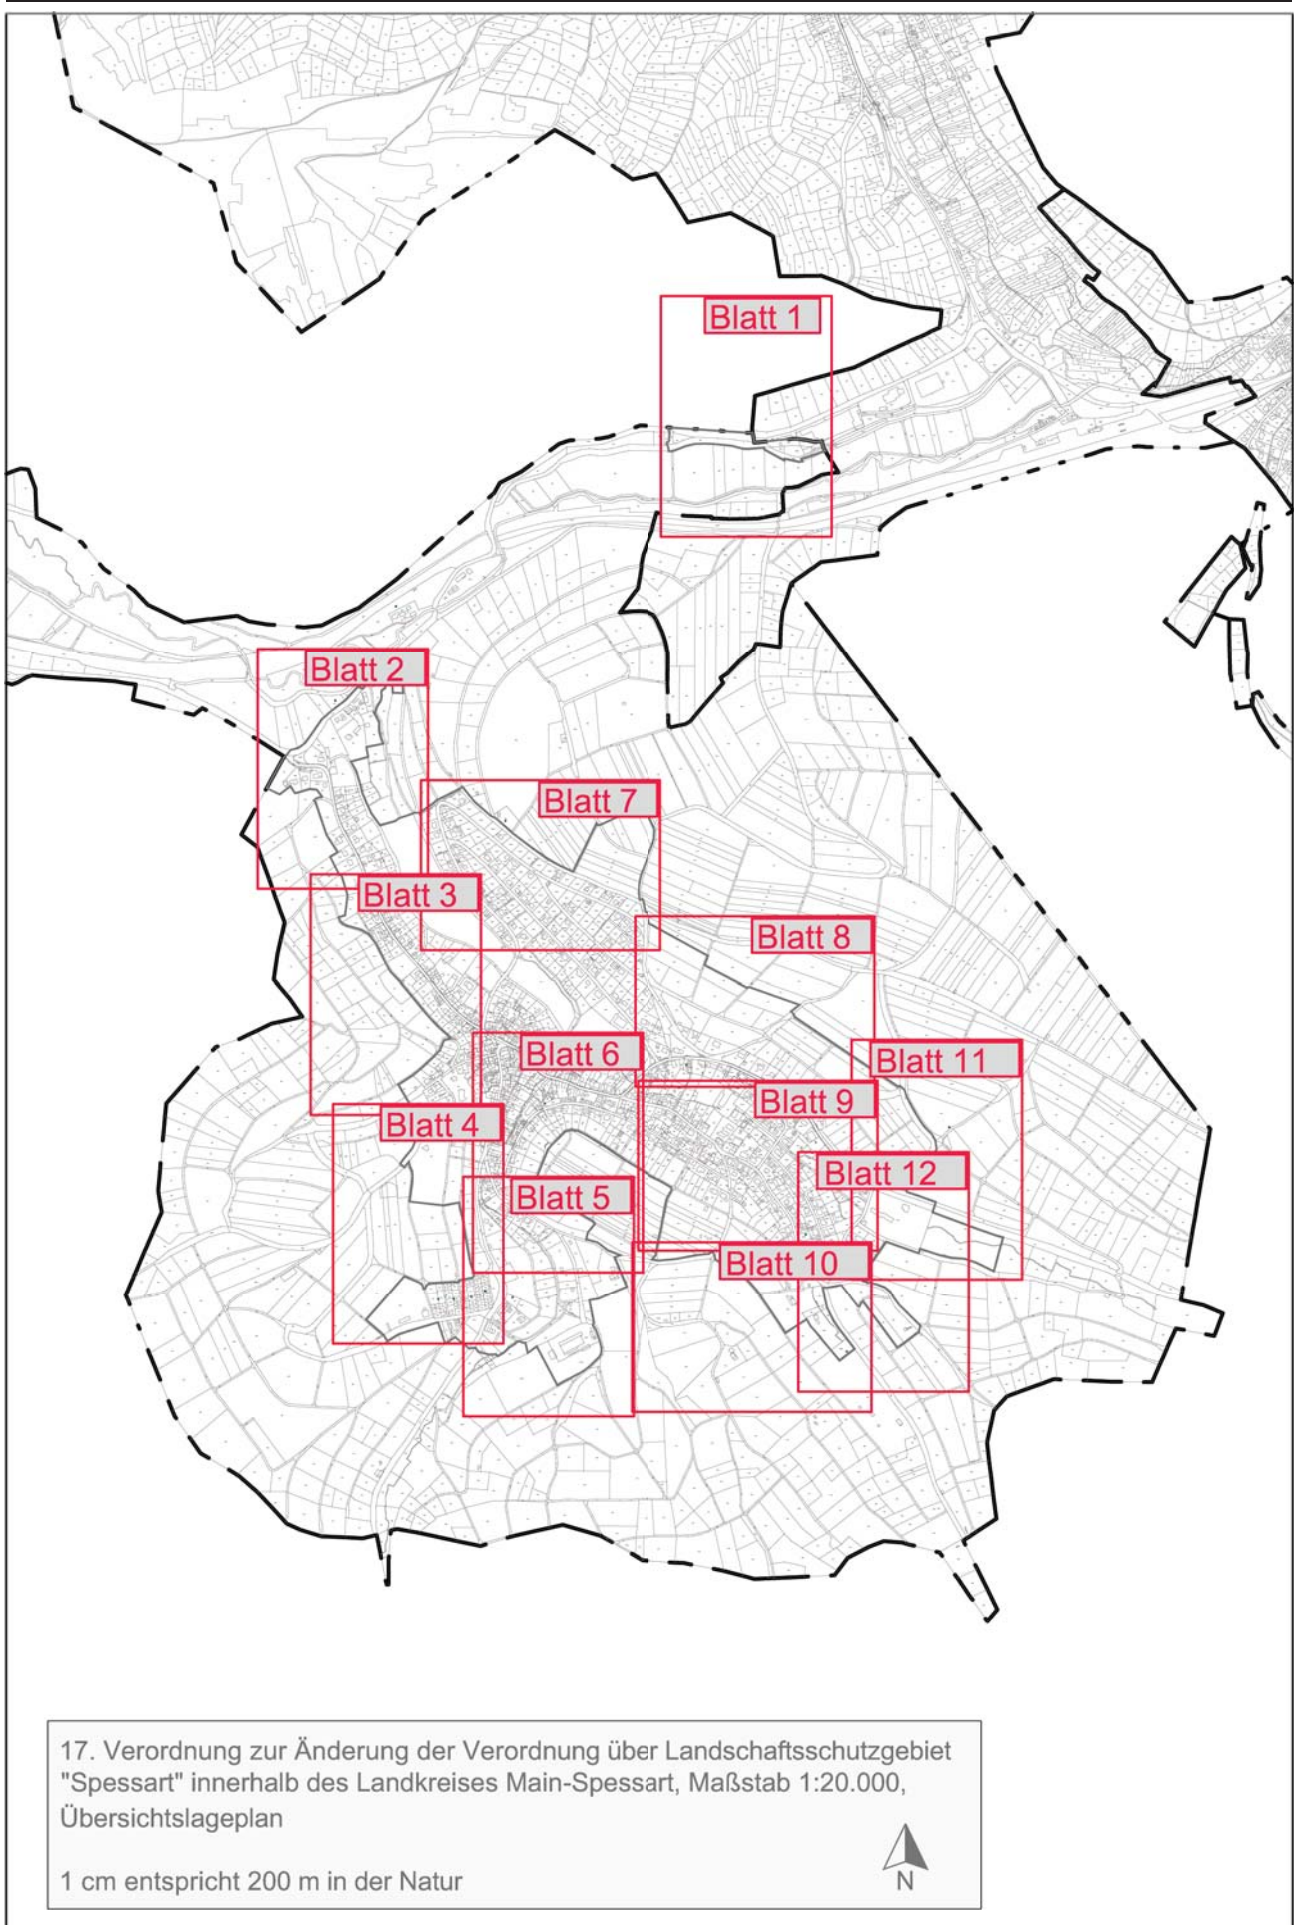 Blatt 1
Blatt 2
Blatt 7
Blatt 3
Blatt 8
Blatt 6
Blatt 11
Blatt 9
Blatt 4
Blatt 12
Blatt 5
Blatt 10
17. Verordnung zur Änderung der Verordnung über Landschaftsschutzgebiet
"Spessart" innerhalb des Landkreises Main-Spessart, Maßstab 1:20.000,
Übersichtslageplan
1 cm entspricht 200 m in der Natur
N